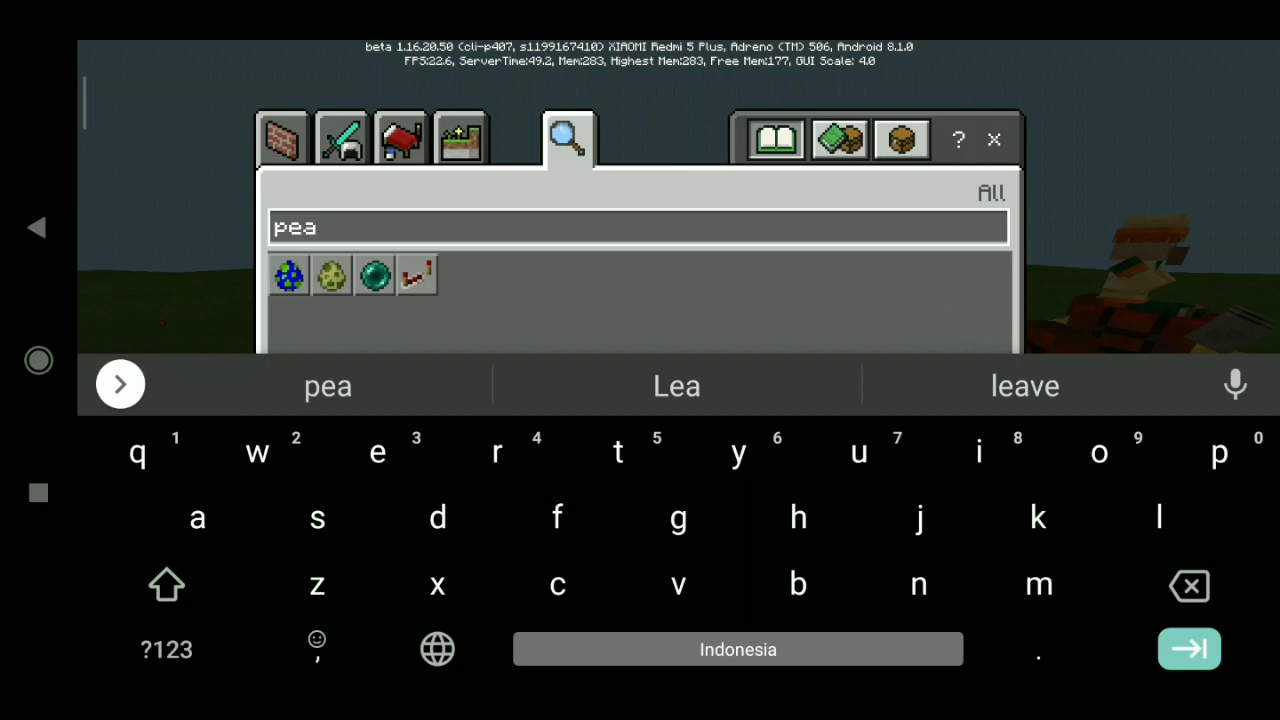 beta 1.16.20.50 (cli-p407, s1199167410) XIAOMI Redmi 5 Plus, Adreno (TM) 506, Android 8.1.0
FPS:22.6, ServerTime:49.2, Mem:283, Highest Mem:283, Free Mem:177, GUI Scale: 4.0
? ×
All
pea
pea Lea leave
q 1 w 2 e 3 r 4 t 5 y 6 u 7 i 8 o 9 p 0
a s d f g h j k l
z x c v b n m
?123 , Indonesia .